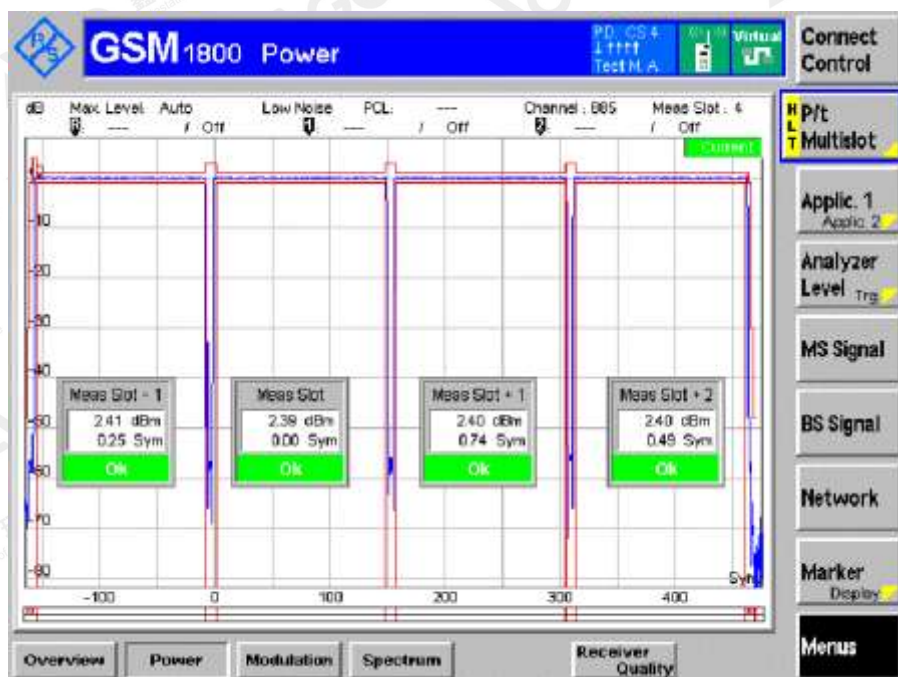 GSM 1800 Power
PD: CS4
Test M. A
Virtual
Connect
Control
dB Max. Level: Auto Low Noise PCL: --- Channel : 885 Meas Slot : 4
--- / Off 1 --- / Off 2 --- / Off
Current
H
L
T
P/t
Multislot
Applic. 1
Applic. 2
Analyzer
Level Trg
MS Signal
BS Signal
Network
Marker
Display
Menus
-10
-20
-30
-40
-50
-60
-70
-80
Meas Slot - 1
2.41 dBm
0.25 Sym
Ok
Meas Slot
2.39 dBm
0.00 Sym
Ok
Meas Slot + 1
2.40 dBm
0.74 Sym
Ok
Meas Slot + 2
2.40 dBm
0.49 Sym
Ok
-100 0 100 200 300 400 Sym
Overview
Power
Modulation
Spectrum
Receiver
Quality